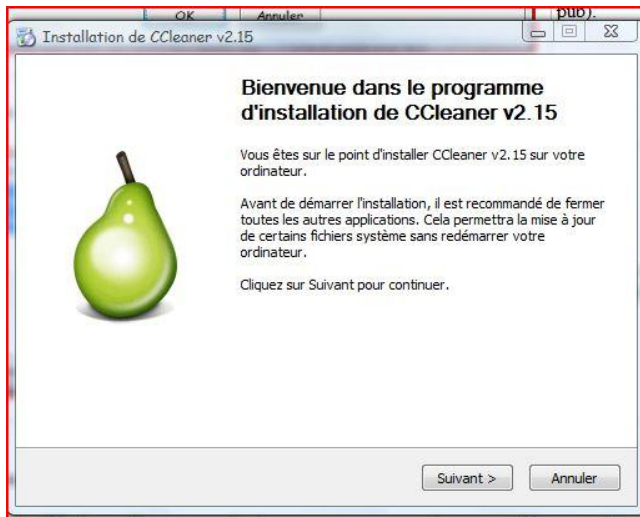 OK Annuler pub).
Installation de CCleaner v2.15
Bienvenue dans le programme
d'installation de CCleaner v2.15
Vous êtes sur le point d'installer CCleaner v2.15 sur votre
ordinateur.
Avant de démarrer l'installation, il est recommandé de fermer
toutes les autres applications. Cela permettra la mise à jour
de certains fichiers système sans redémarrer votre
ordinateur.
Cliquez sur Suivant pour continuer.
Suivant > Annuler